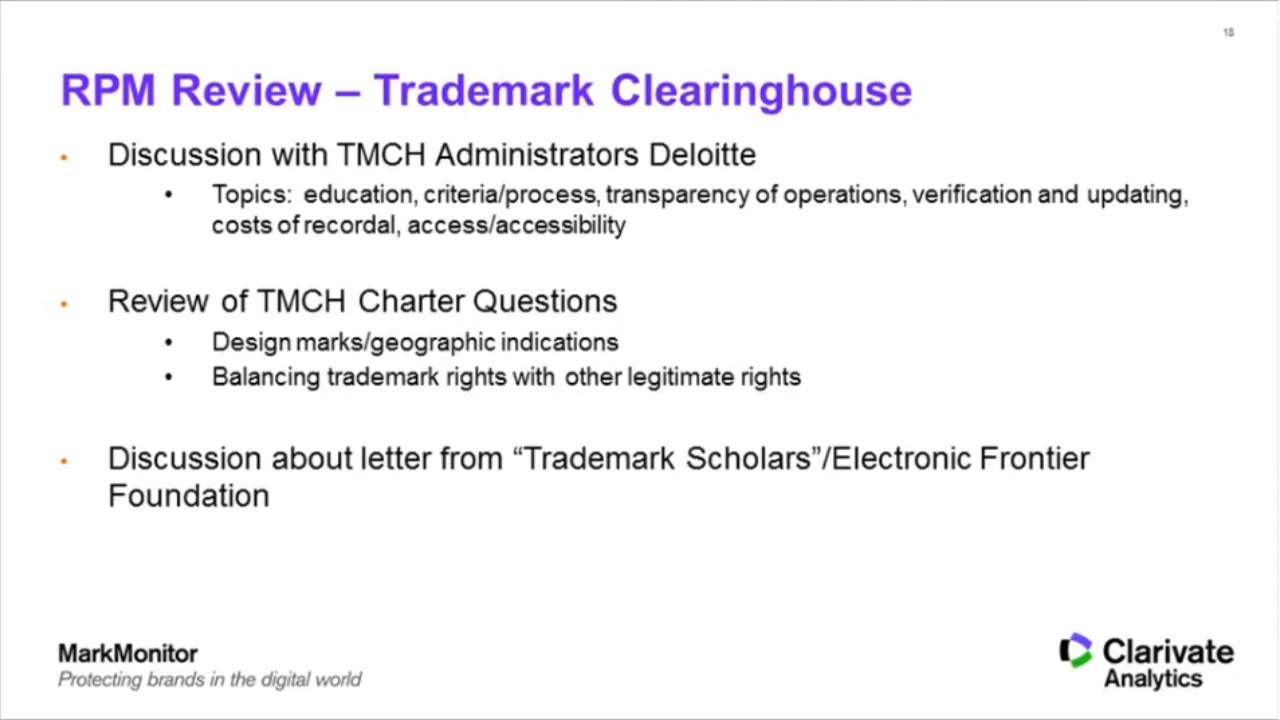 18
RPM Review – Trademark Clearinghouse
• Discussion with TMCH Administrators Deloitte
• Topics: education, criteria/process, transparency of operations, verification and updating,
costs of recordal, access/accessibility
• Review of TMCH Charter Questions
• Design marks/geographic indications
• Balancing trademark rights with other legitimate rights
• Discussion about letter from “Trademark Scholars”/Electronic Frontier
Foundation
MarkMonitor
Protecting brands in the digital world
Clarivate
Analytics